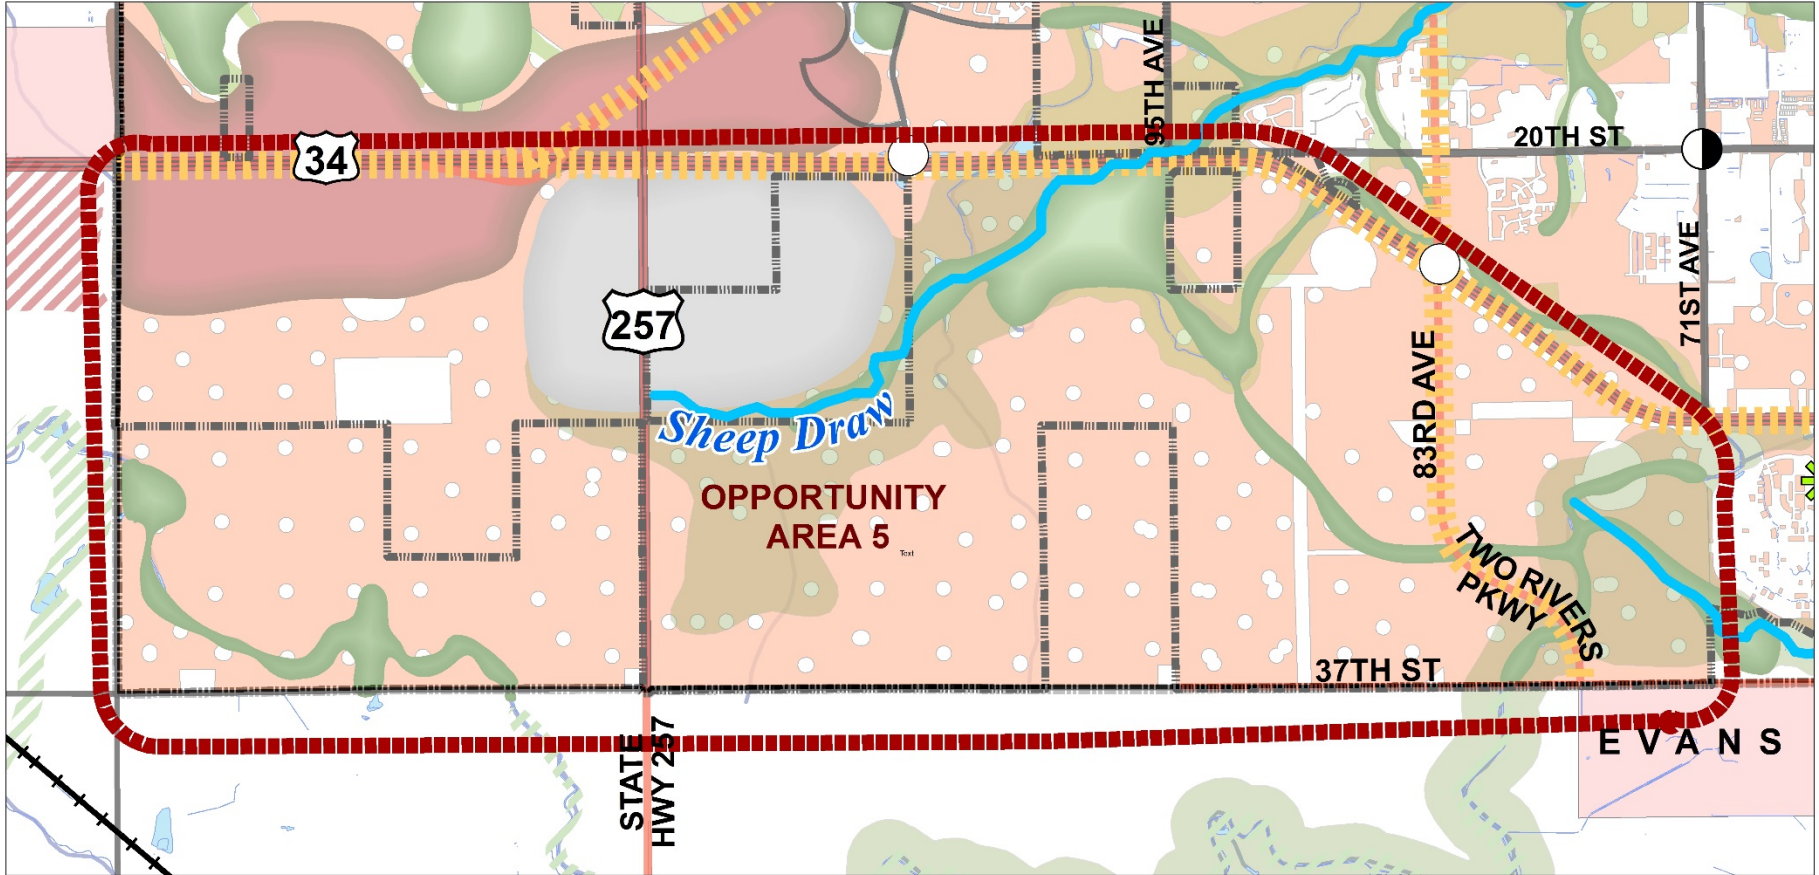 95TH AVE
20TH ST
34
71ST AVE
257
83RD AVE
Sheep Draw
OPPORTUNITY
AREA 5
Text
TWO RIVERS
PKWY
37TH ST
STATE
HWY 257
EVANS